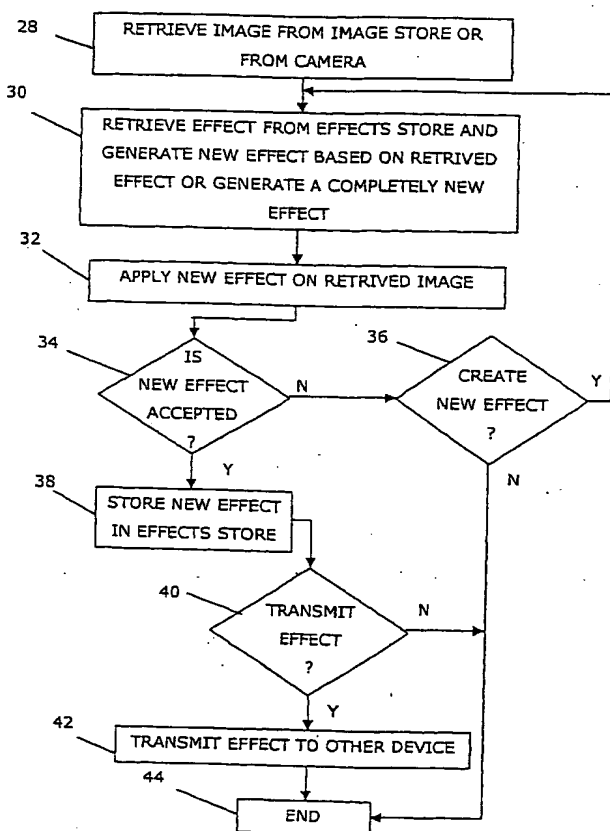 28
RETRIEVE IMAGE FROM IMAGE STORE OR
FROM CAMERA
30
RETRIEVE EFFECT FROM EFFECTS STORE AND
GENERATE NEW EFFECT BASED ON RETRIVED
EFFECT OR GENERATE A COMPLETELY NEW
EFFECT
32
APPLY NEW EFFECT ON RETRIVED IMAGE
34
IS
NEW EFFECT
ACCEPTED
?
N
Y
36
CREATE
NEW EFFECT
?
Y
N
38
STORE NEW EFFECT
IN EFFECTS STORE
40
TRANSMIT
EFFECT
?
N
Y
42
TRANSMIT EFFECT TO OTHER DEVICE
44
END